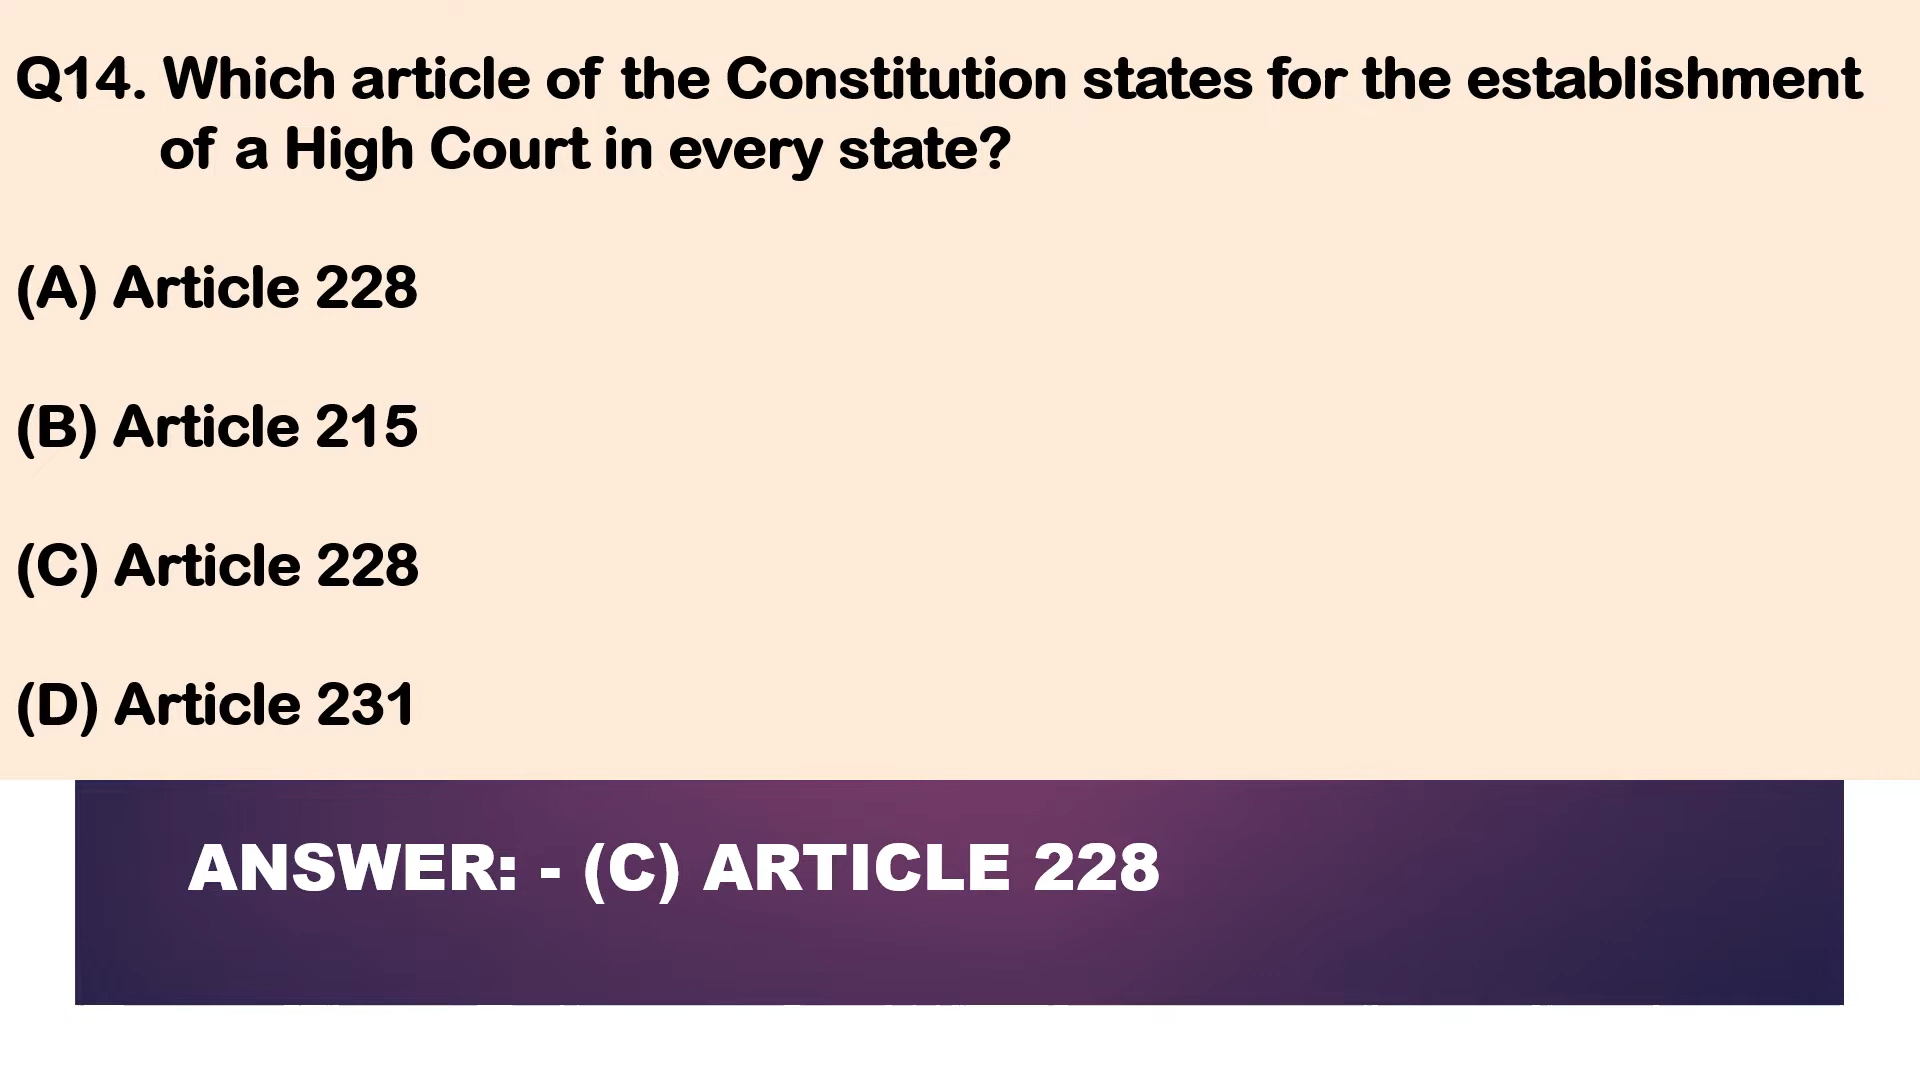 Q14. Which article of the Constitution states for the establishment
of a High Court in every state?
(A) Article 228
(B) Article 215
(C) Article 228
(D) Article 231
ANSWER: - (C) ARTICLE 228